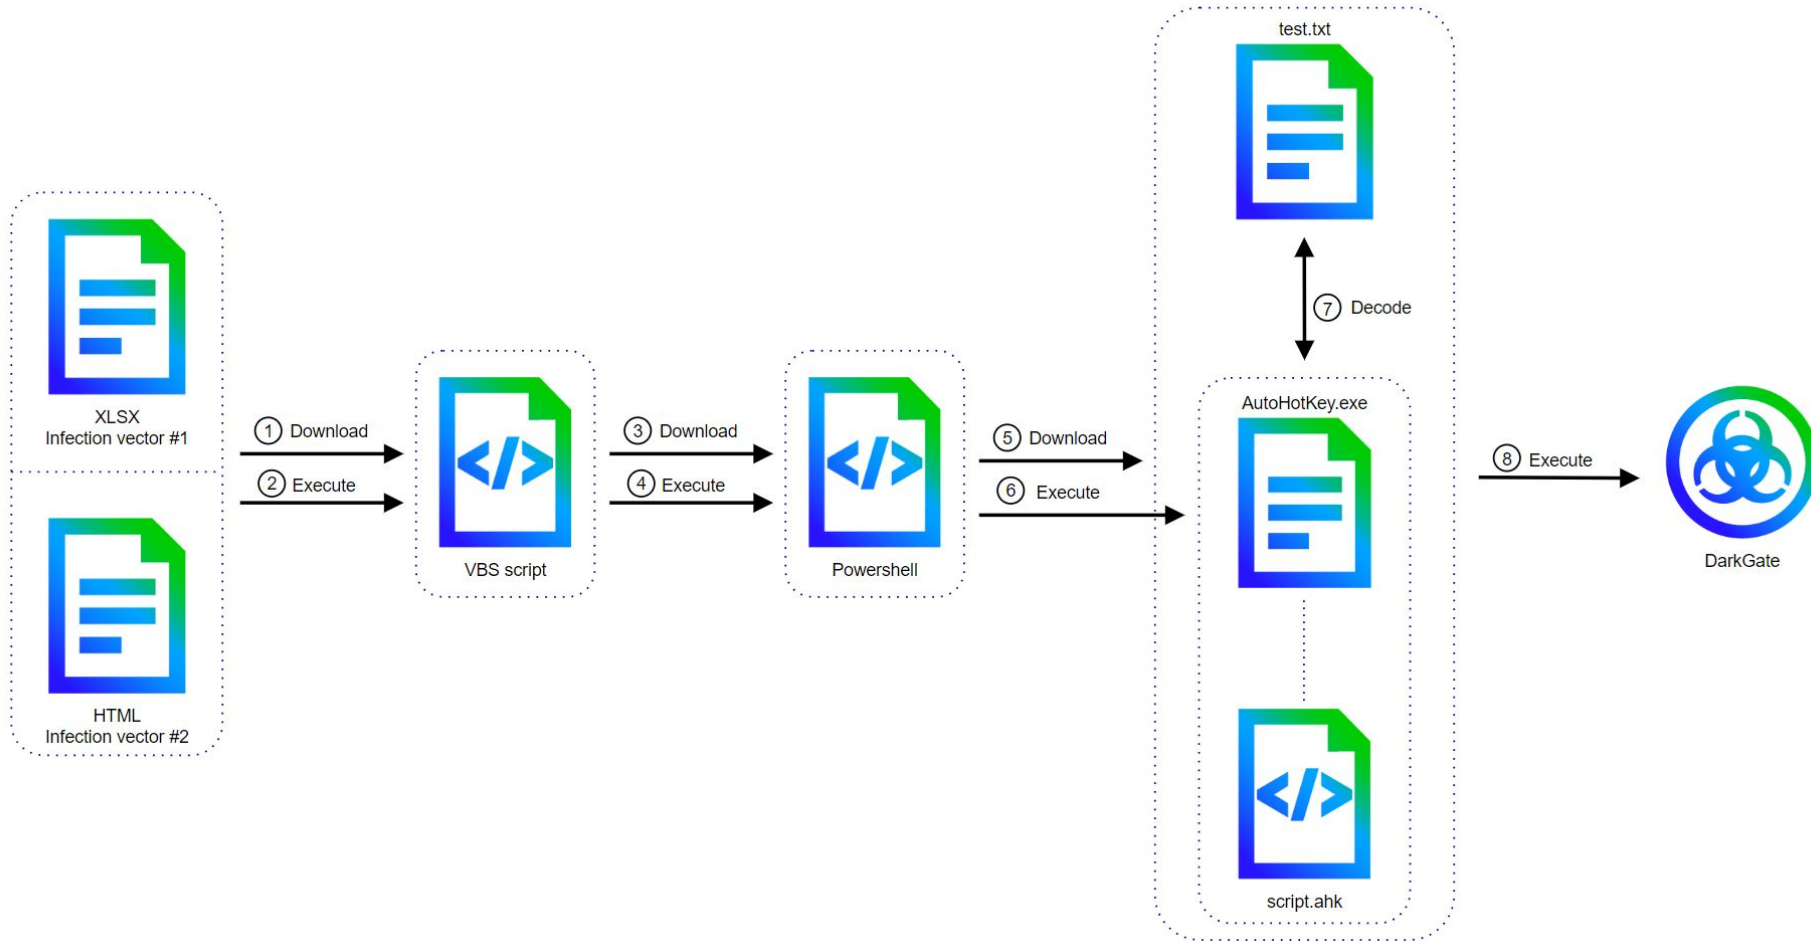 XLSX
Infection vector #1
HTML
Infection vector #2
1 Download
2 Execute
</>
VBS script
3 Download
4 Execute
</>
Powershell
5 Download
6 Execute
test.txt
7 Decode
AutoHotKey.exe
</>
script.ahk
8 Execute
DarkGate